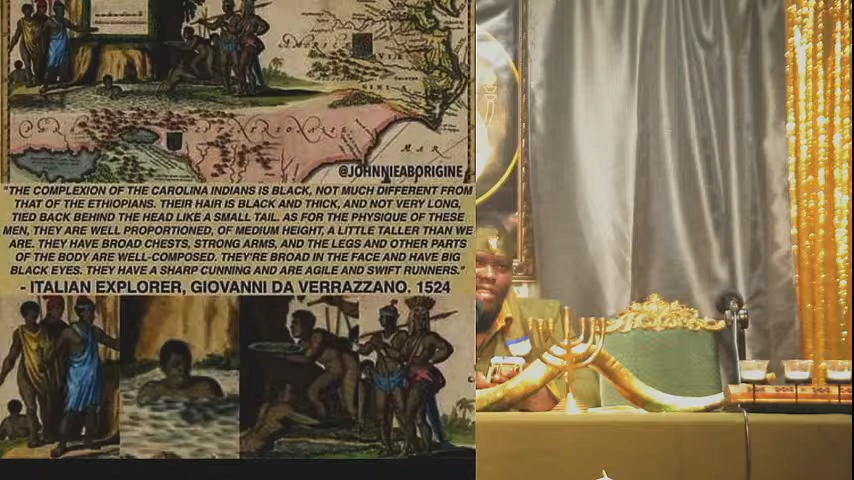 @JOHNNIEABORIGINE
"THE COMPLEXION OF THE CAROLINA INDIANS IS BLACK, NOT MUCH DIFFERENT FROM
THAT OF THE ETHIOPIANS. THEIR HAIR IS BLACK AND THICK, AND NOT VERY LONG,
TIED BACK BEHIND THE HEAD LIKE A SMALL TAIL. AS FOR THE PHYSIQUE OF THESE
MEN, THEY ARE WELL PROPORTIONED, OF MEDIUM HEIGHT, A LITTLE TALLER THAN WE
ARE. THEY HAVE BROAD CHESTS, STRONG ARMS, AND THE LEGS AND OTHER PARTS
OF THE BODY ARE WELL-COMPOSED. THEY'RE BROAD IN THE FACE AND HAVE BIG
BLACK EYES. THEY HAVE A SHARP CUNNING AND ARE AGILE AND SWIFT RUNNERS."
- ITALIAN EXPLORER, GIOVANNI DA VERRAZZANO. 1524